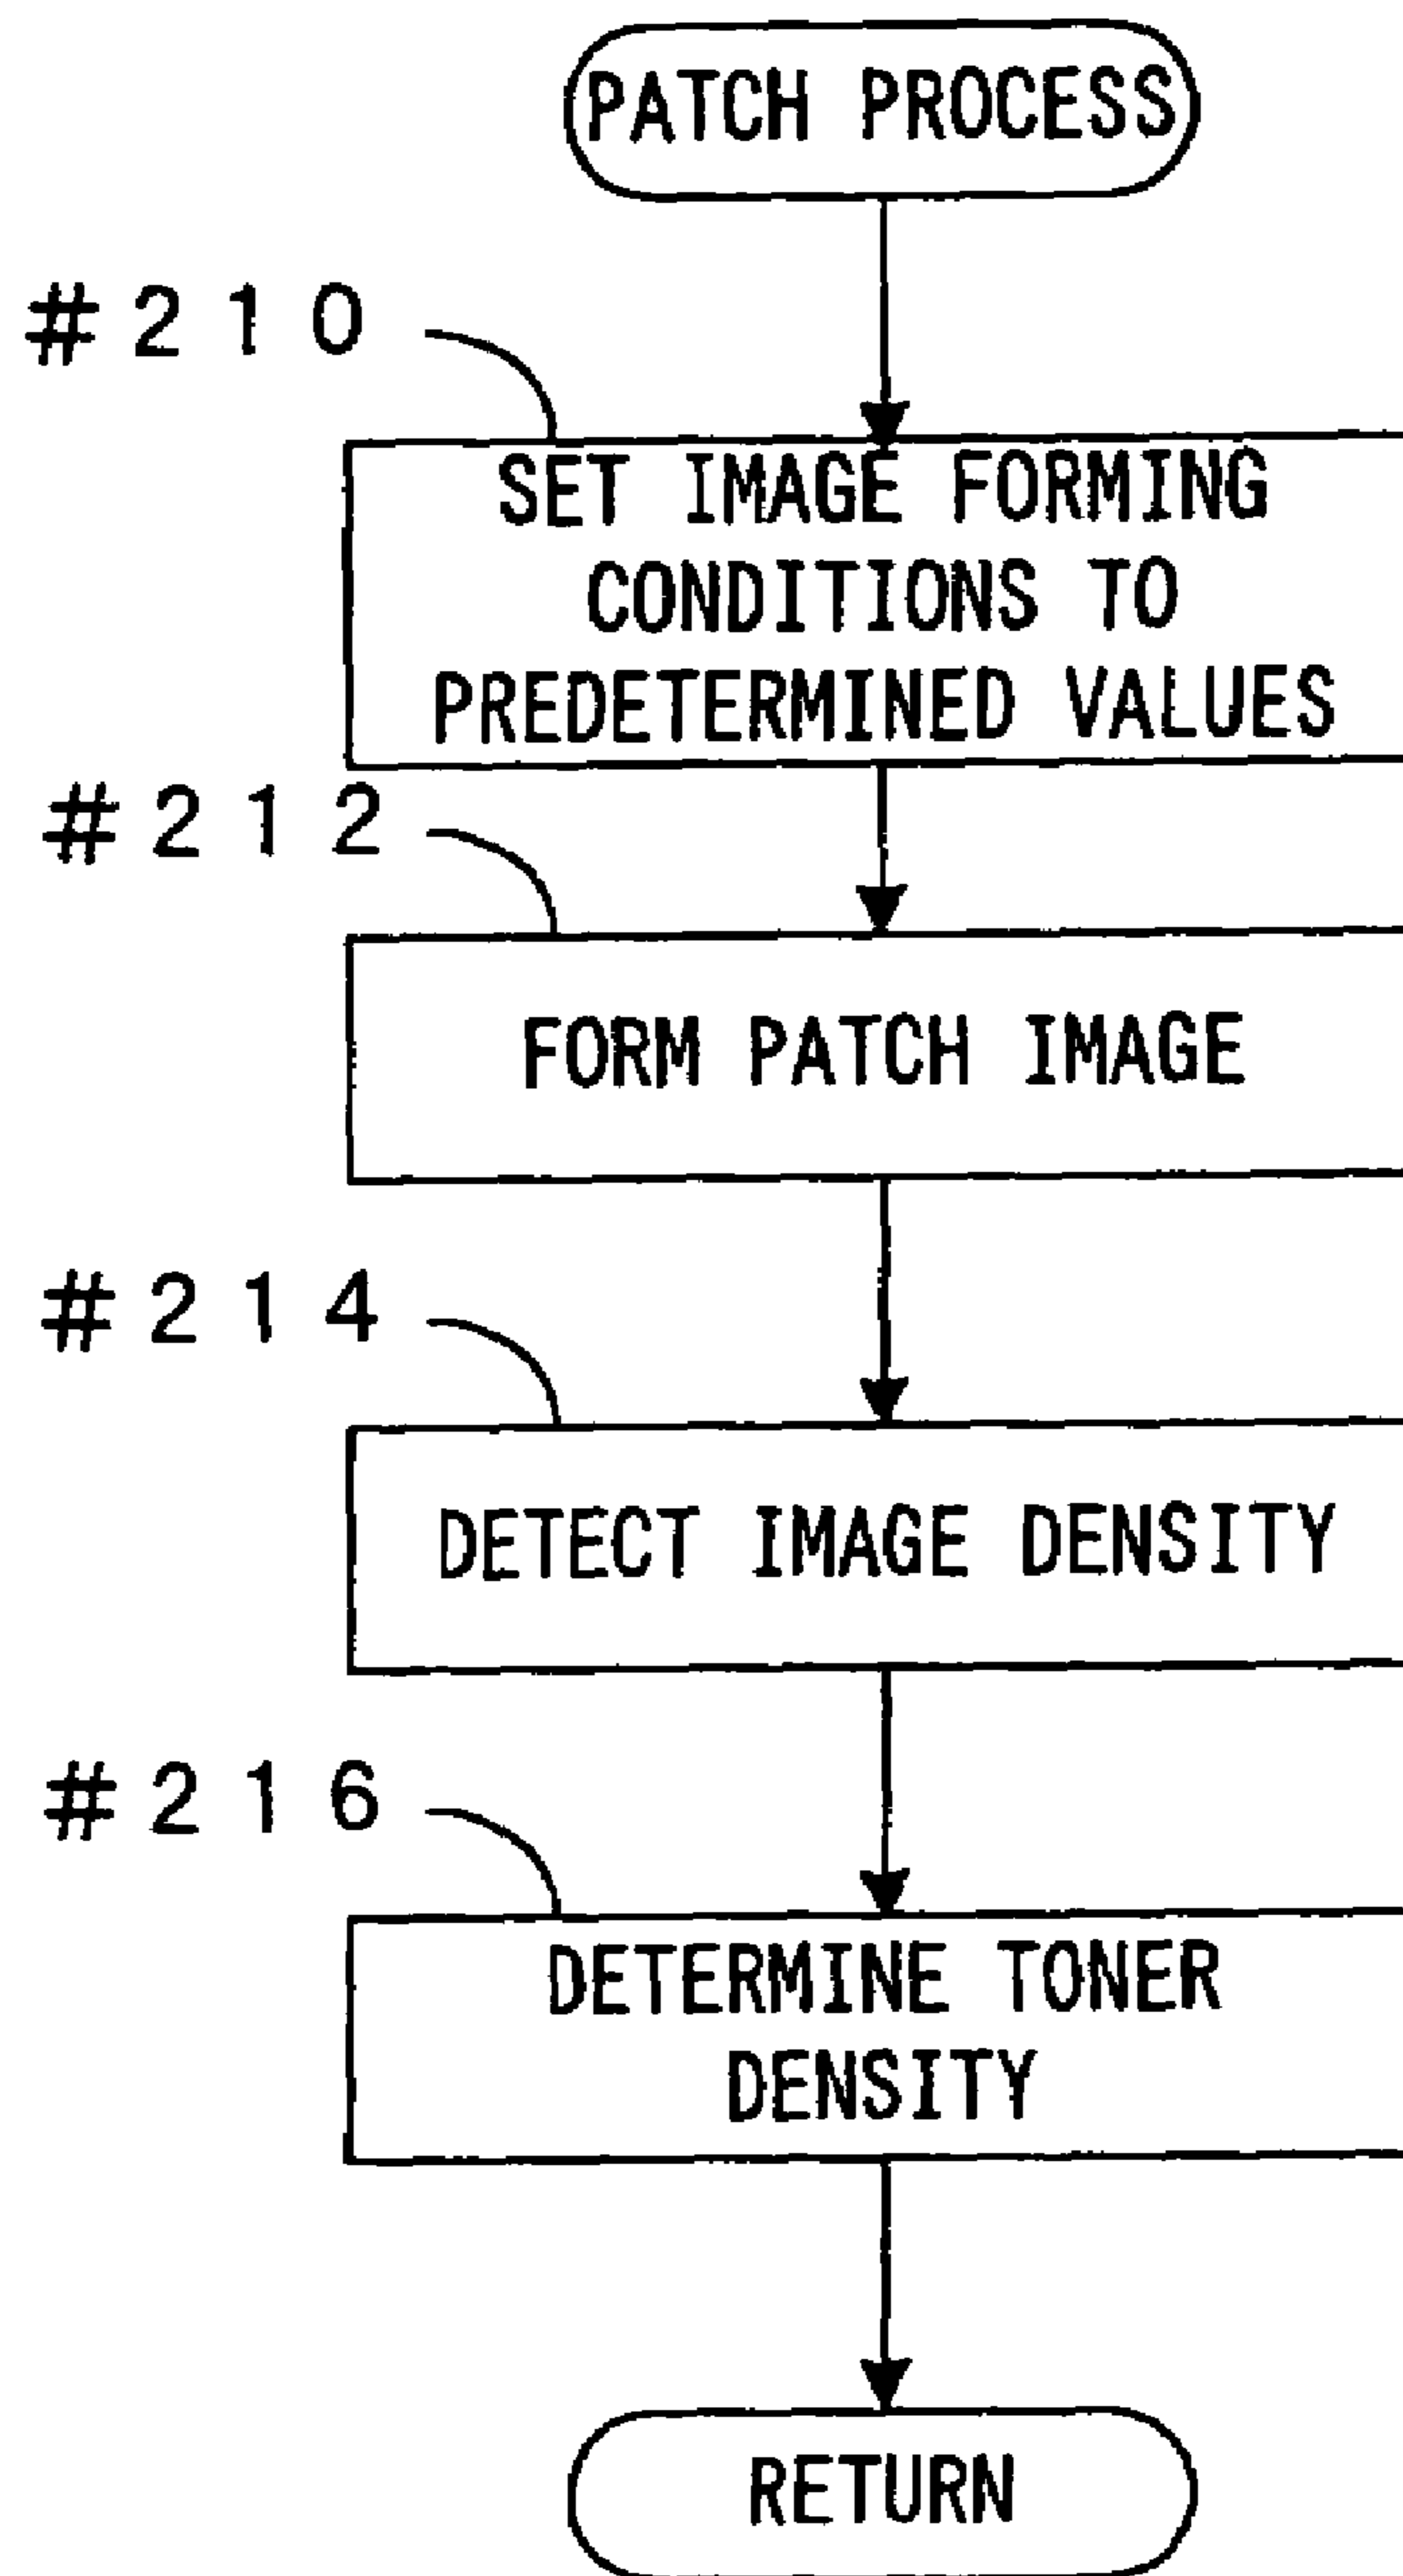 PATCH PROCESS
#210
SET IMAGE FORMING
CONDITIONS TO
PREDETERMINED VALUES
#212
FORM PATCH IMAGE
#214
DETECT IMAGE DENSITY
#216
DETERMINE TONER
DENSITY
RETURN